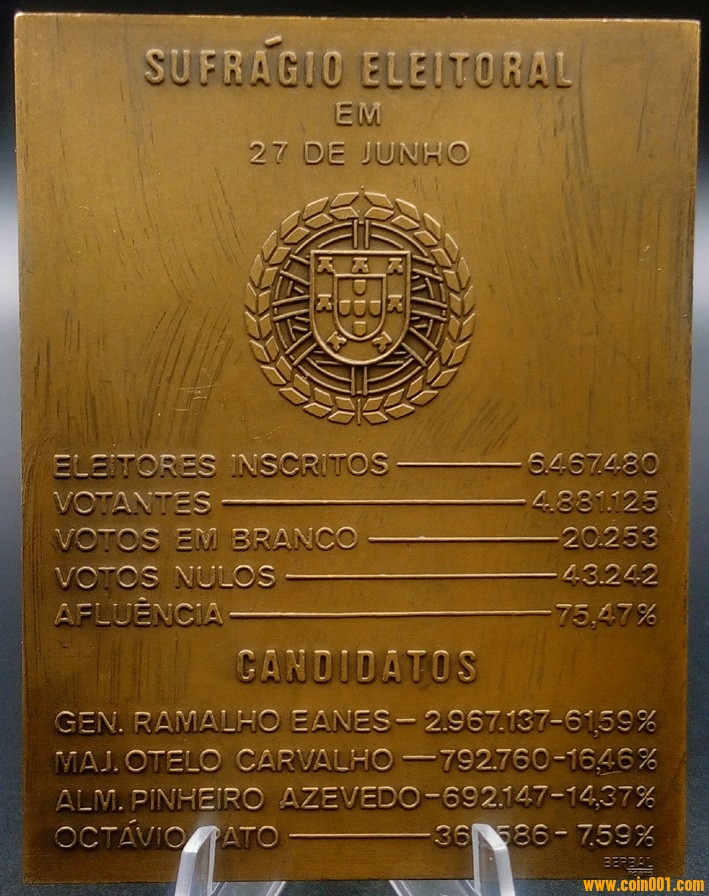 SUFRÁGIO ELEITORAL
EM
27 DE JUNHO
ELEITORES INSCRITOS — 6.467.480
VOTANTES — 4.881.125
VOTOS EM BRANCO — 20.253
VOTOS NULOS — 43.242
AFLUÊNCIA — 75,47%
CANDIDATOS
GEN. RAMALHO EANES — 2.967.137-61,59%
MAJ. OTELO CARVALHO — 792.760-16,46%
ALM. PINHEIRO AZEVEDO-692.147-14,37%
OCTÁVIO — 586 - 7,59%
BERBAL
www.coin001.com